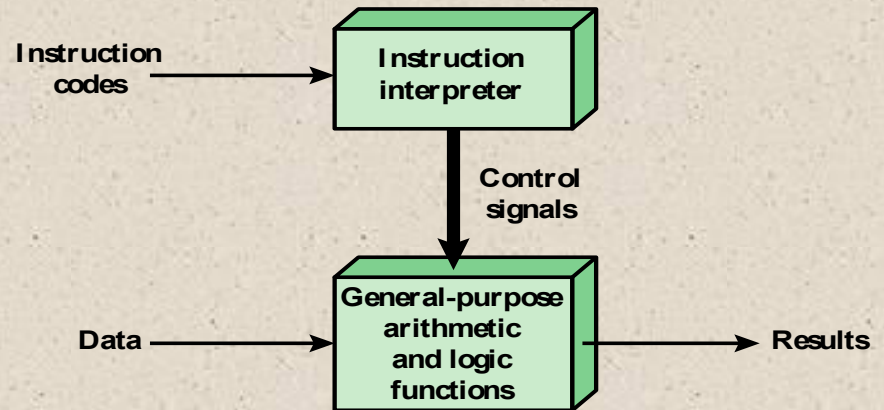 Instruction
codes
Instruction
interpreter
Control
signals
Data
General-purpose
arithmetic
and logic
functions
Results